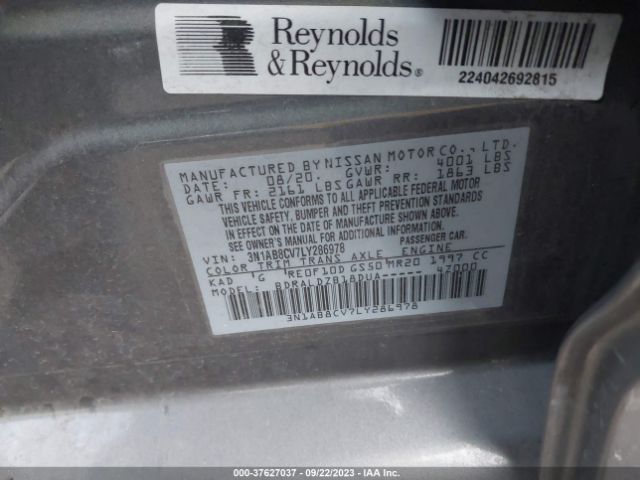 Reynolds
& Reynolds®
224042692815
MANUFACTURED BY NISSAN MOTOR CO., LTD.
DATE: 08/20 GVWR: 4001 LBS
GAWR FR: 2161 LBS GAWR RR: 1863 LBS
THIS VEHICLE CONFORMS TO ALL APPLICABLE FEDERAL MOTOR
VEHICLE SAFETY, BUMPER AND THEFT PREVENTION STANDARDS
IN EFFECT ON THE DATE OF MANUFACTURE SHOWN ABOVE.
SEE OWNER'S MANUAL FOR ADDITIONAL INFORMATION.
VIN: 3N1AB8CV7LY286978 PASSENGER CAR.
COLOR TRIM TRANS AXLE ENGINE
KAD G RE0F10D GS50 MR20 1997 CC
MODEL: BDRALDZB18DUA----- 47000
3N1AB8CV7LY286978
000-37627037 - 09/22/2023 - IAA Inc.